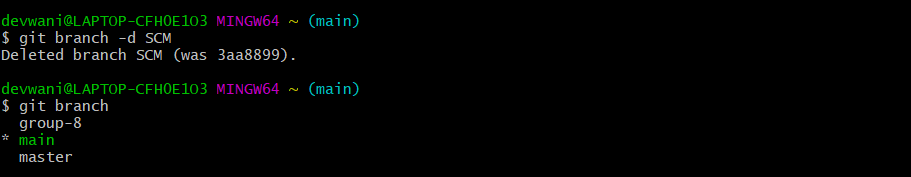 devwani@LAPTOP-CFH0E1O3 MINGW64 ~ (main)
$ git branch -d SCM
Deleted branch SCM (was 3aa8899).
devwani@LAPTOP-CFH0E1O3 MINGW64 ~ (main)
$ git branch
group-8
* main
master